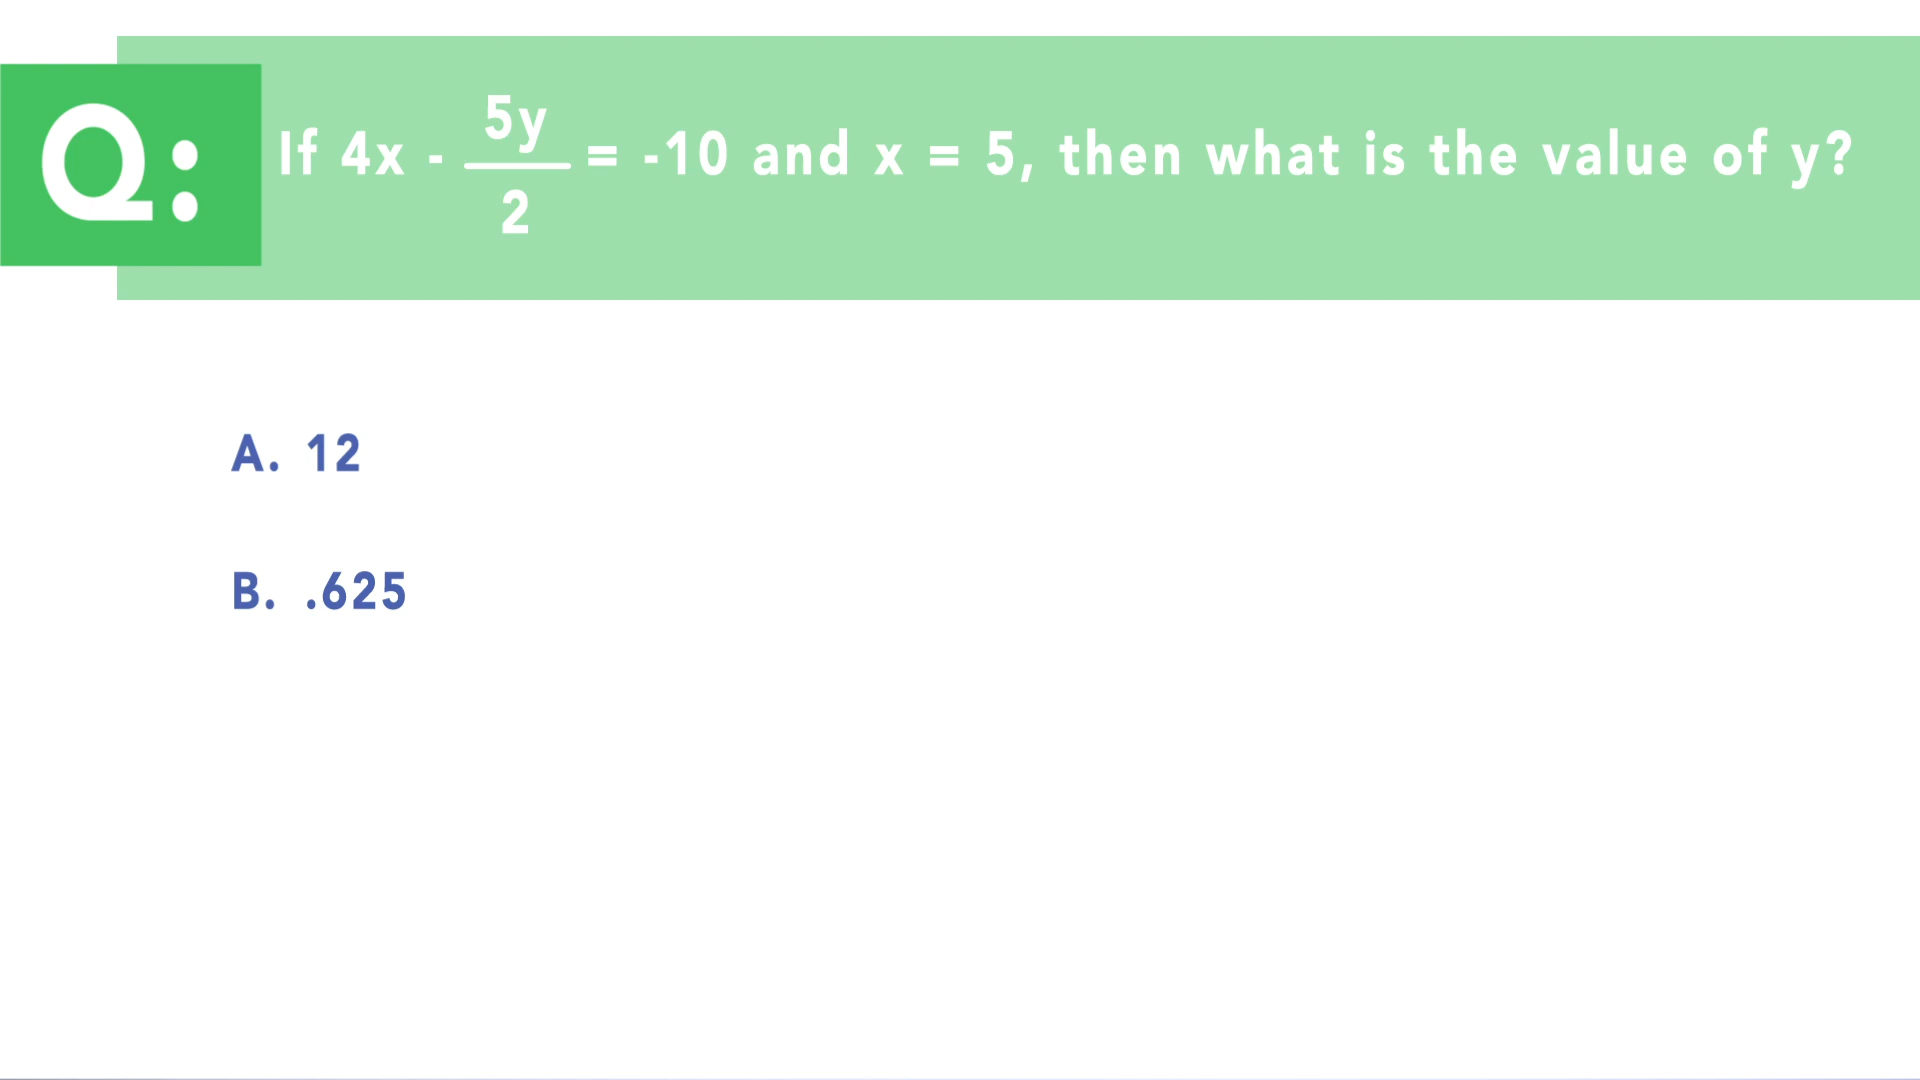 Q:
If 4x - 5y/2 = -10 and x = 5, then what is the value of y?
A. 12
B. .625